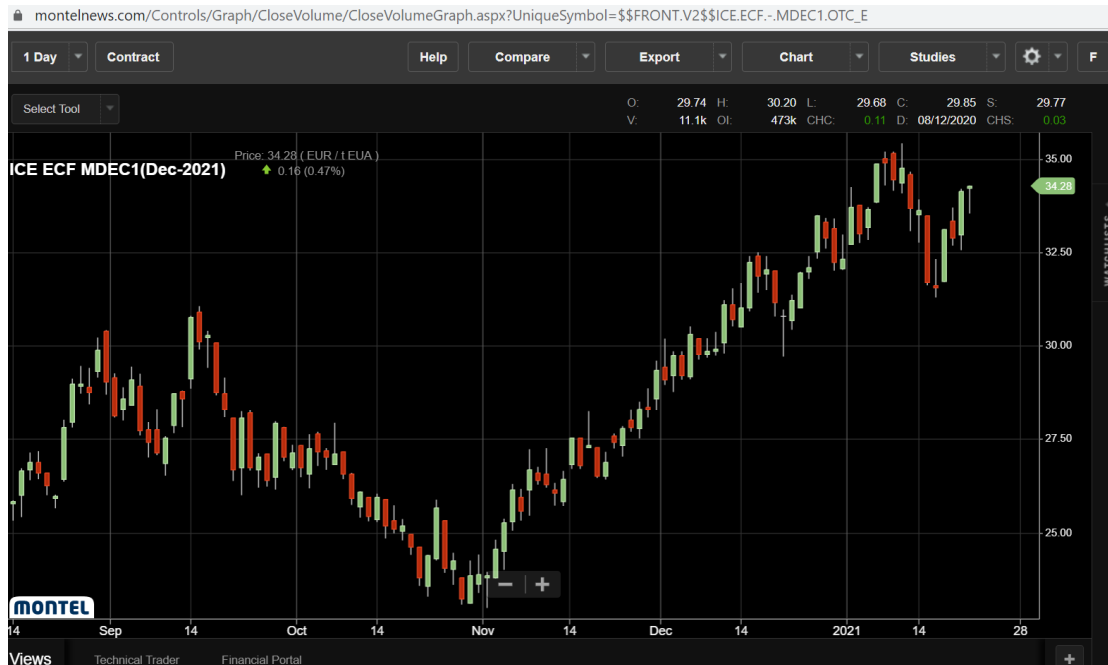 montelnews.com/Controls/Graph/CloseVolume/CloseVolumeGraph.aspx?UniqueSymbol=$$FRONT.V2$$ICE.ECF.-.MDEC1.OTC_E
1 Day Contract Help Compare Export Chart Studies F
Select Tool
O: 29.74 H: 30.20 L: 29.68 C: 29.85 S: 29.77
V: 11.1k OI: 473k CHC: 0.11 D: 08/12/2020 CHS: 0.03
ICE ECF MDEC1(Dec-2021)
Price: 34.28 ( EUR / t EUA )
0.16 (0.47%)
35.00
34.28
32.50
30.00
27.50
25.00
WATCHLISTS
MONTEL
14 Sep 14 Oct 14 Nov 14 Dec 14 2021 14 28
Views Technical Trader Financial Portal